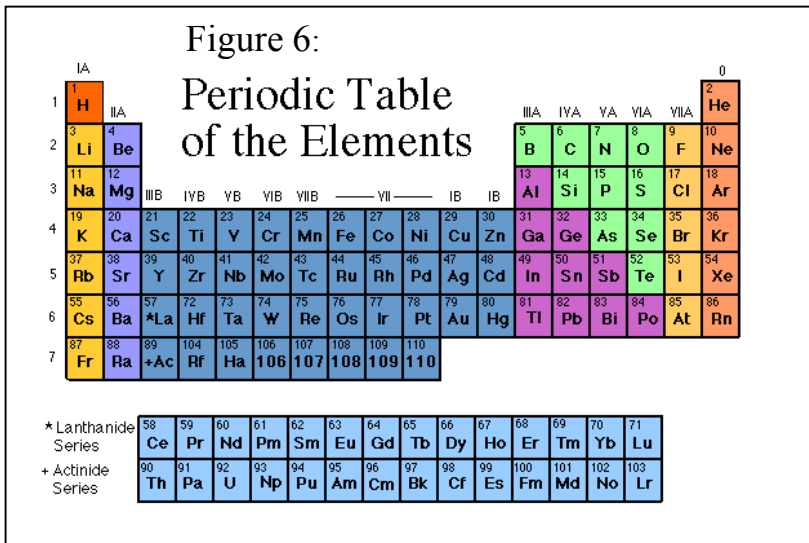 Figure 6:
Periodic Table
of the Elements
IA
0
1
1
H
IIA
IIIA IVA VA VIA VIIA
2
He
2
3 4 5 6 7 8 9 10
Li Be B C N O F Ne
3
11 12 13 14 15 16 17 18
Na Mg Al Si P S Cl Ar
IIIB IVB VB VIB VIIB VII IB IB
4
19 20 21 22 23 24 25 26 27 28 29 30 31 32 33 34 35 36
K Ca Sc Ti V Cr Mn Fe Co Ni Cu Zn Ga Ge As Se Br Kr
5
37 38 39 40 41 42 43 44 45 46 47 48 49 50 51 52 53 54
Rb Sr Y Zr Nb Mo Tc Ru Rh Pd Ag Cd In Sn Sb Te I Xe
6
55 56 57 72 73 74 75 76 77 78 79 80 81 82 83 84 85 86
Cs Ba *La Hf Ta W Re Os Ir Pt Au Hg Tl Pb Bi Po At Rn
7
87 88 89 104 105 106 107 108 109 110
Fr Ra +Ac Rf Ha 106 107 108 109 110
* Lanthanide
Series
58 59 60 61 62 63 64 65 66 67 68 69 70 71
Ce Pr Nd Pm Sm Eu Gd Tb Dy Ho Er Tm Yb Lu
+ Actinide
Series
90 91 92 93 94 95 96 97 98 99 100 101 102 103
Th Pa U Np Pu Am Cm Bk Cf Es Fm Md No Lr